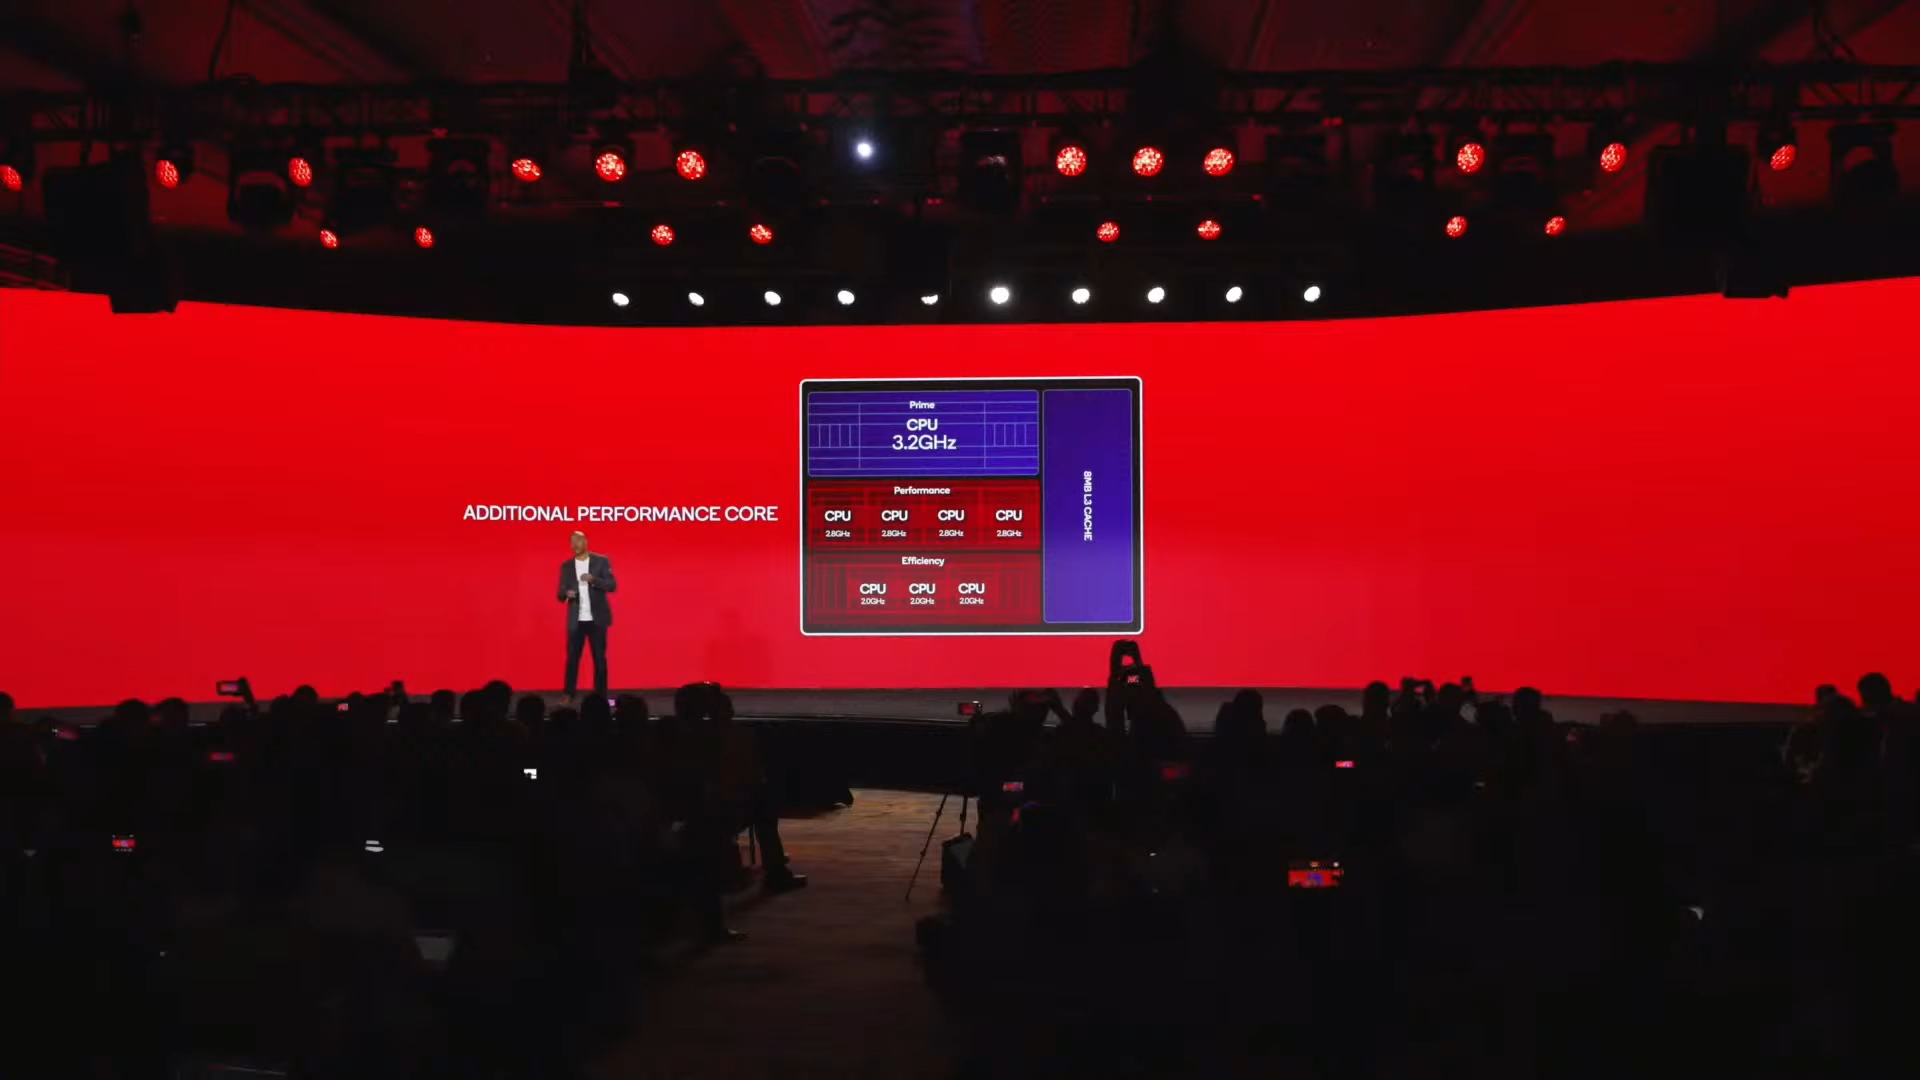 Prime
CPU
3.2GHz
ADDITIONAL PERFORMANCE CORE
Performance
CPU CPU CPU CPU
2.8GHz 2.8GHz 2.8GHz 2.8GHz
Efficiency
CPU CPU CPU
2.0GHz 2.0GHz 2.0GHz
8MB L3 CACHE